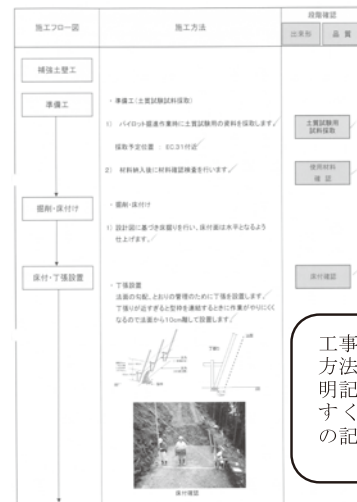 施工フロー図
施工方法
段階確認
出来形
品 質
補強土壁工
準備工
・ 準備工(土質試験試料採取)
1) パイロット掘進作業時に土質試験用の資料を採取します。
採取予定位置 : EC.31付近
土質試験用
試料採取
2) 材料納入後に材料確認検査を行います。
使用材料
確 認
掘削・床付け
・ 掘削・床付け
1) 設計図に基づき床掘りを行い、床付面は水平となるよう
仕上げます。
床付・丁張設置
床付確認
・ 丁張設置
法面の勾配、とおりの管理のために丁張を設置します。
丁張りが近すぎると型枠を連結するときに作業がやりにくく
なるので法面から10cm離して設置します。
床付確認
工事
方法
明記
すく
の記